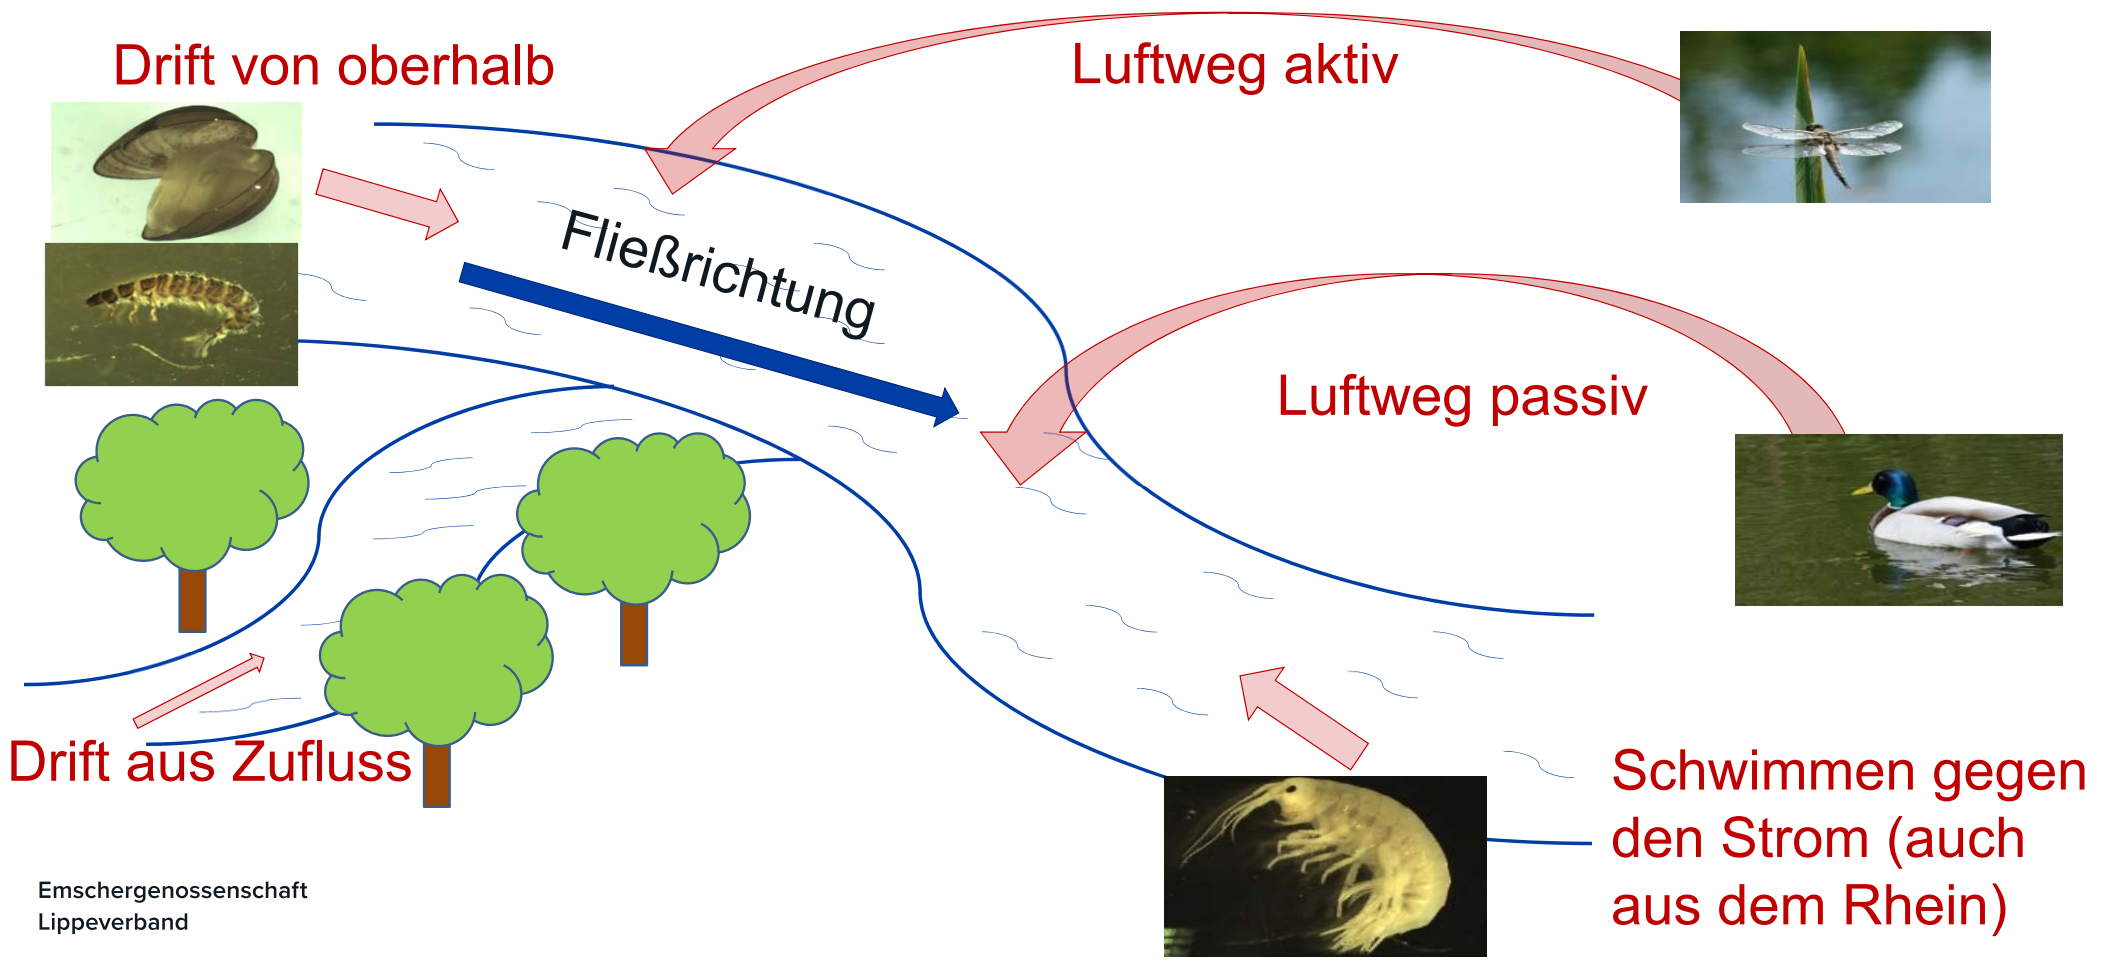 Drift von oberhalb
Luftweg aktiv
Fließrichtung
Luftweg passiv
Drift aus Zufluss
Schwimmen gegen
den Strom (auch
aus dem Rhein)
Emschergenossenschaft
Lippeverband